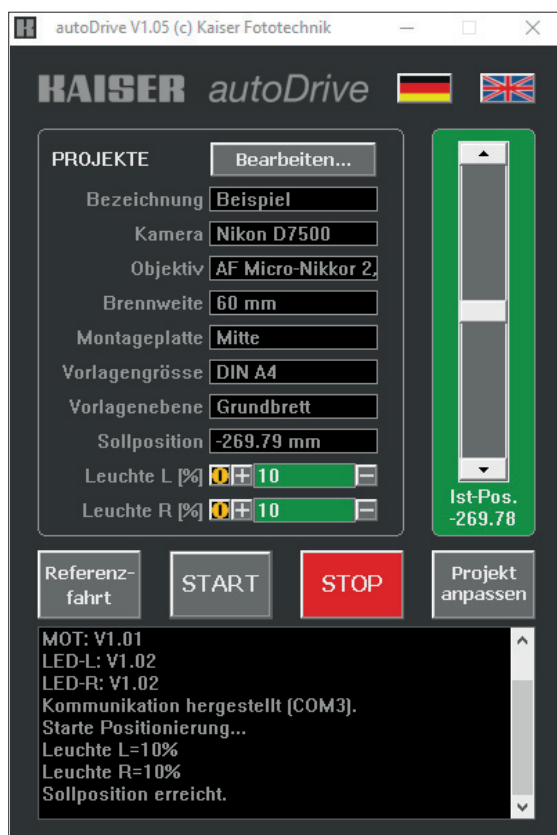 autoDrive V1.05 (c) Kaiser Fototechnik
KAISER autoDrive
PROJEKTE Bearbeiten...
Bezeichnung Beispiel
Kamera Nikon D7500
Objektiv AF Micro-Nikkor 2,
Brennweite 60 mm
Montageplatte Mitte
Vorlagengrösse DIN A4
Vorlagenebene Grundbrett
Sollposition -269.79 mm
Leuchte L [%] 10
Leuchte R [%] 10
Ist-Pos.
-269.78
Referenz-
fahrt
START
STOP
Projekt
anpassen
MOT: V1.01
LED-L: V1.02
LED-R: V1.02
Kommunikation hergestellt (COM3).
Starte Positionierung...
Leuchte L=10%
Leuchte R=10%
Sollposition erreicht.